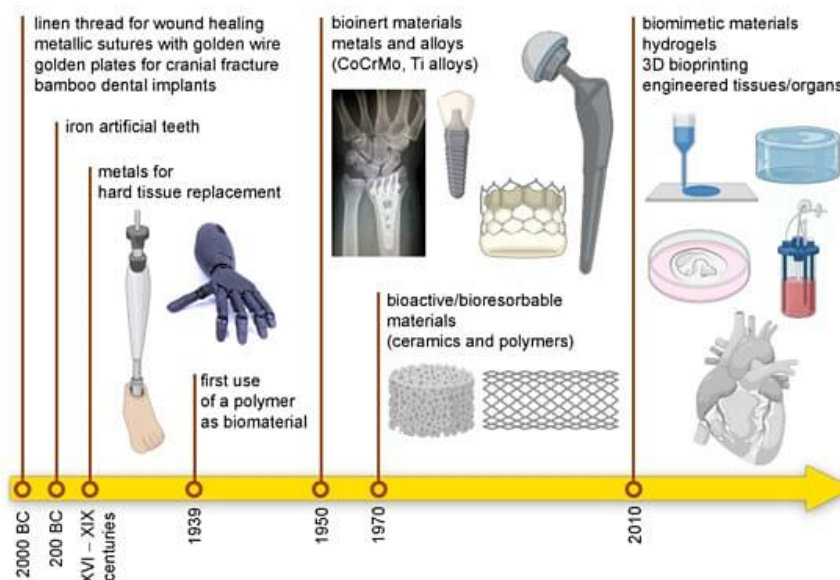 linen thread for wound healing
metallic sutures with golden wire
golden plates for cranial fracture
bamboo dental implants
iron artificial teeth
metals for
hard tissue replacement
first use
of a polymer
as biomaterial
bioinert materials
metals and alloys
(CoCrMo, Ti alloys)
bioactive/bioresorbable
materials
(ceramics and polymers)
biomimetic materials
hydrogels
3D bioprinting
engineered tissues/organs
2000 BC
200 BC
XVI – XIX
centuries
1939
1950
1970
2010